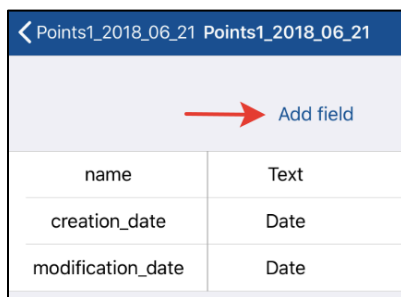 Points1_2018_06_21 Points1_2018_06_21
Add field
name Text
creation_date Date
modification_date Date